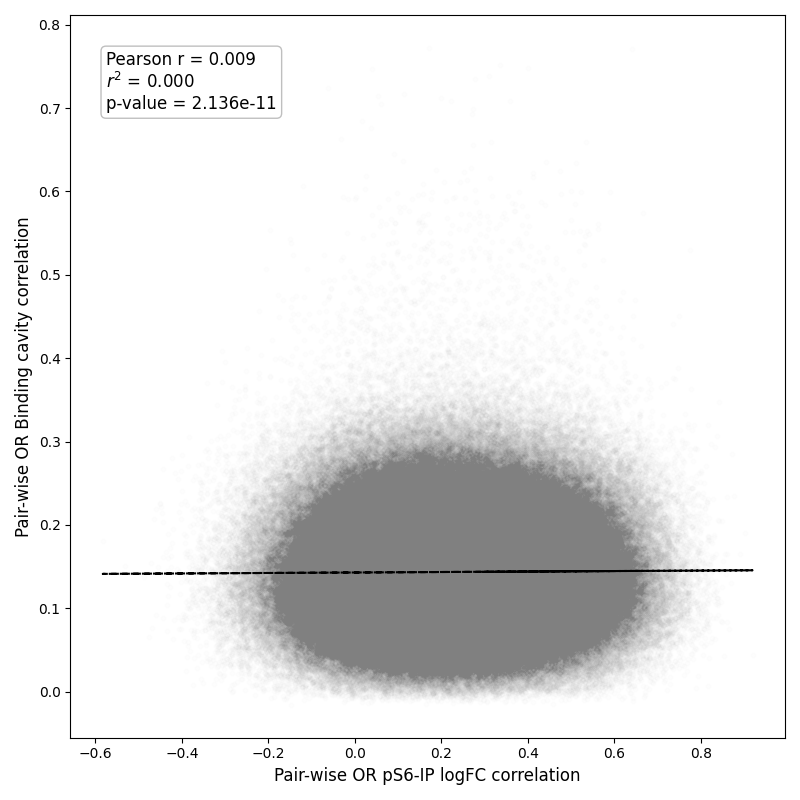 Pearson r = 0.009
r² = 0.000
p-value = 2.136e-11
Pair-wise OR Binding cavity correlation
0.8
0.7
0.6
0.5
0.4
0.3
0.2
0.1
0.0
−0.6 −0.4 −0.2 0.0 0.2 0.4 0.6 0.8
Pair-wise OR pS6-IP logFC correlation